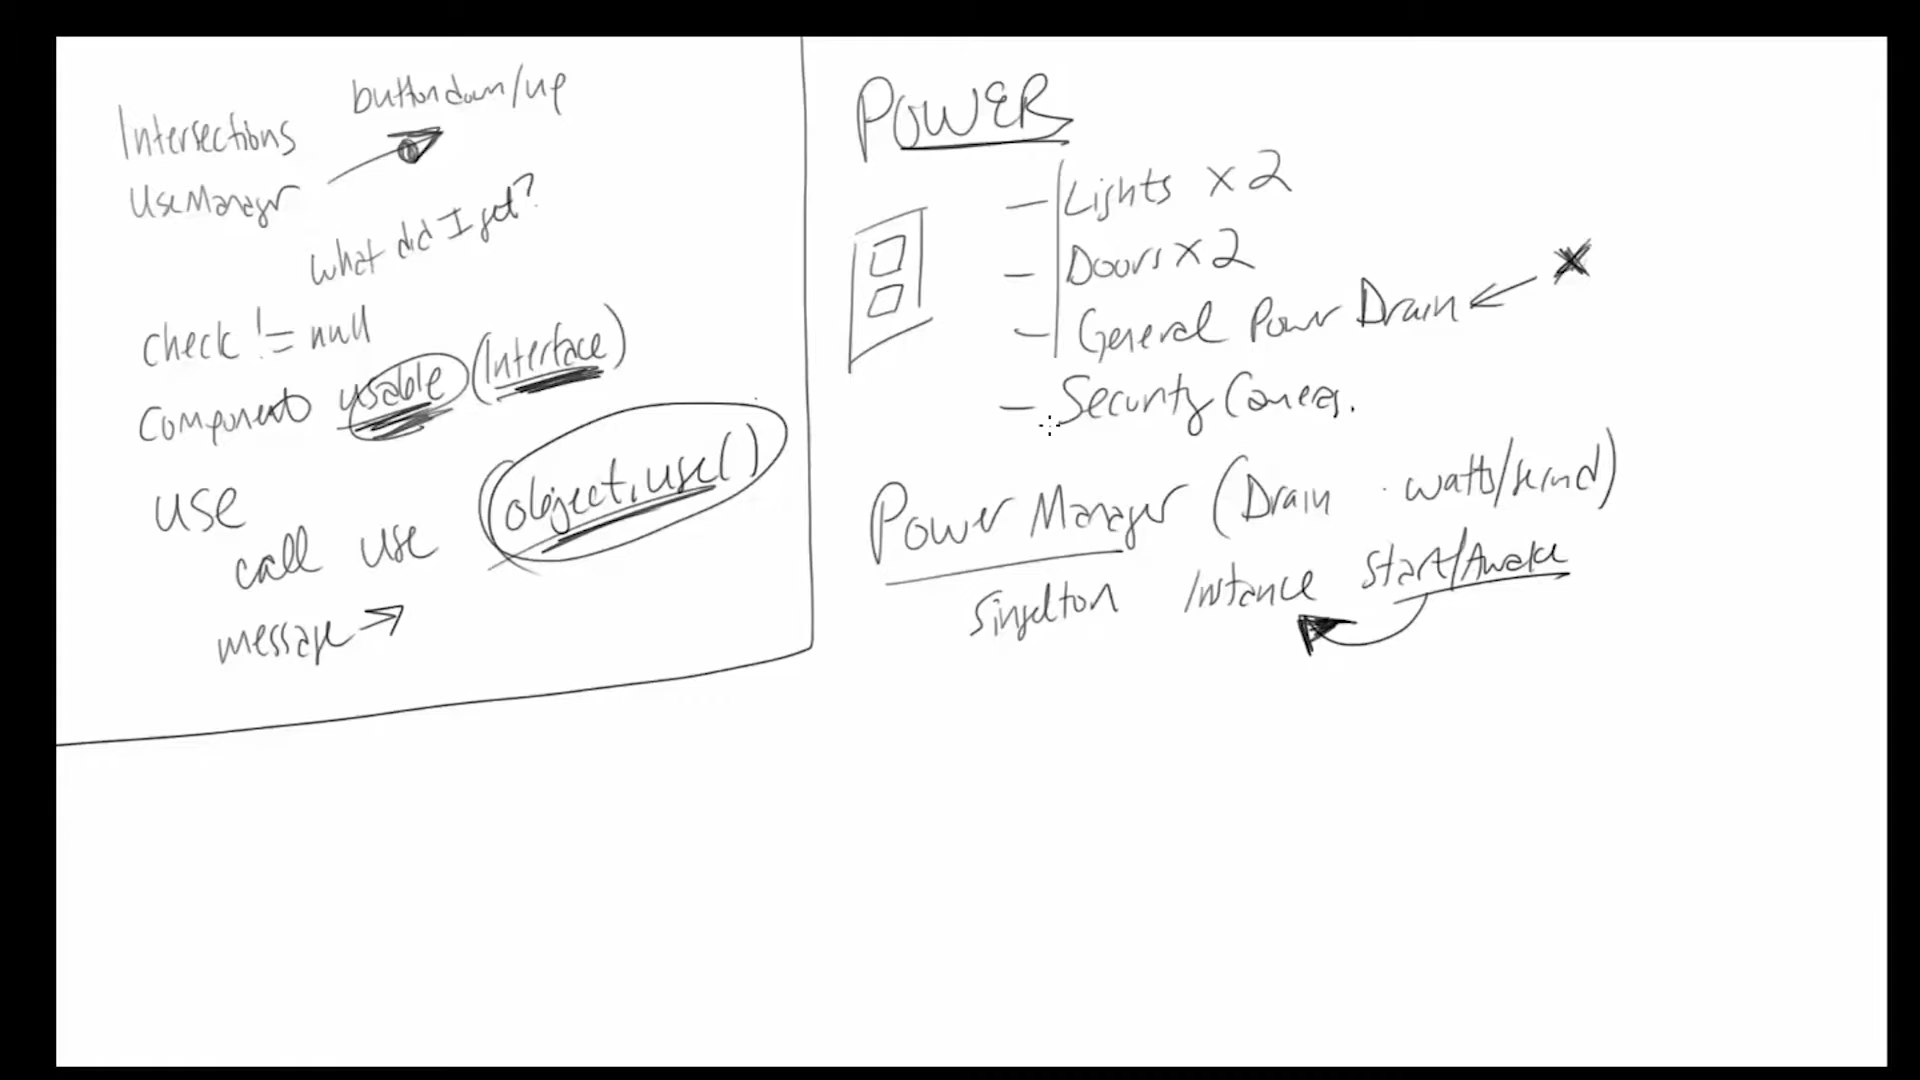 buttondown/up
Intersections
UseManager
What did I get?
check != null
Component usable (Interface)
use
call use (object.use()
message
POWER
- Lights x 2
- Doors x 2
- General Power Drain
- Security Cameras.
Power Manager (Drain · watts/second)
Singelton Instance Start/Awake